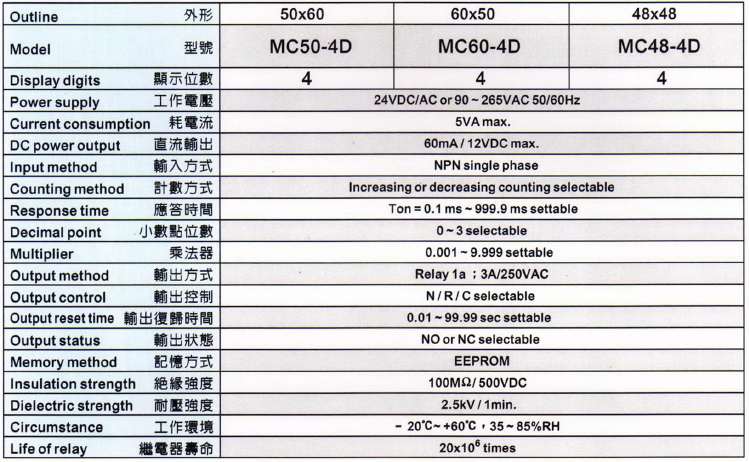 Outline 外形 50x60 60x50 48x48
Model 型號 MC50-4D MC60-4D MC48-4D
Display digits 顯示位數 4 4 4
Power supply 工作電壓 24VDC/AC or 90 ~ 265VAC 50/60Hz
Current consumption 耗電流 5VA max.
DC power output 直流輸出 60mA / 12VDC max.
Input method 輸入方式 NPN single phase
Counting method 計數方式 Increasing or decreasing counting selectable
Response time 應答時間 Ton = 0.1 ms ~ 999.9 ms settable
Decimal point 小數點位數 0 ~ 3 selectable
Multiplier 乘法器 0.001 ~ 9.999 settable
Output method 輸出方式 Relay 1a ; 3A/250VAC
Output control 輸出控制 N / R / C selectable
Output reset time 輸出復歸時間 0.01 ~ 99.99 sec settable
Output status 輸出狀態 NO or NC selectable
Memory method 記憶方式 EEPROM
Insulation strength 絕緣強度 100MΩ/ 500VDC
Dielectric strength 耐壓強度 2.5kV / 1min.
Circumstance 工作環境 - 20℃~ +60℃,35 ~ 85%RH
Life of relay 繼電器壽命 20x10⁶ times